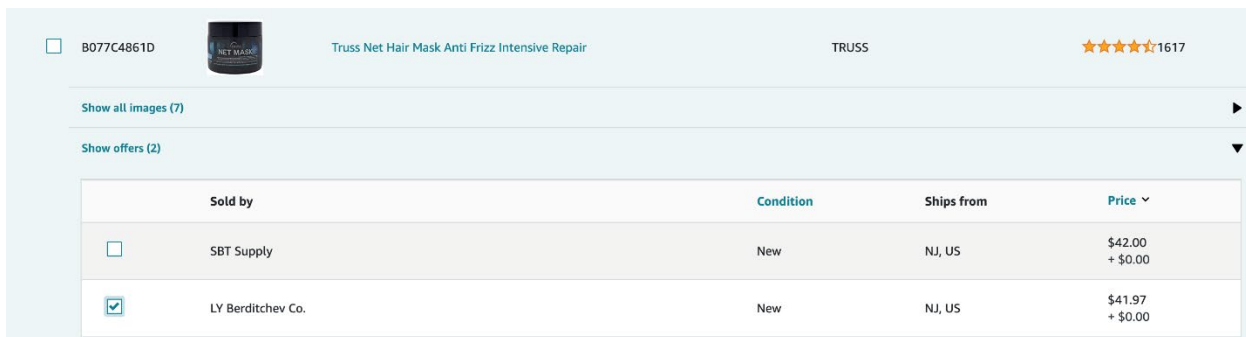 B077C4861D
NET MASK
Truss Net Hair Mask Anti Frizz Intensive Repair
TRUSS
1617
Show all images (7)
Show offers (2)
Sold by
Condition
Ships from
Price
SBT Supply
New
NJ, US
$42.00
+ $0.00
LY Berditchev Co.
New
NJ, US
$41.97
+ $0.00